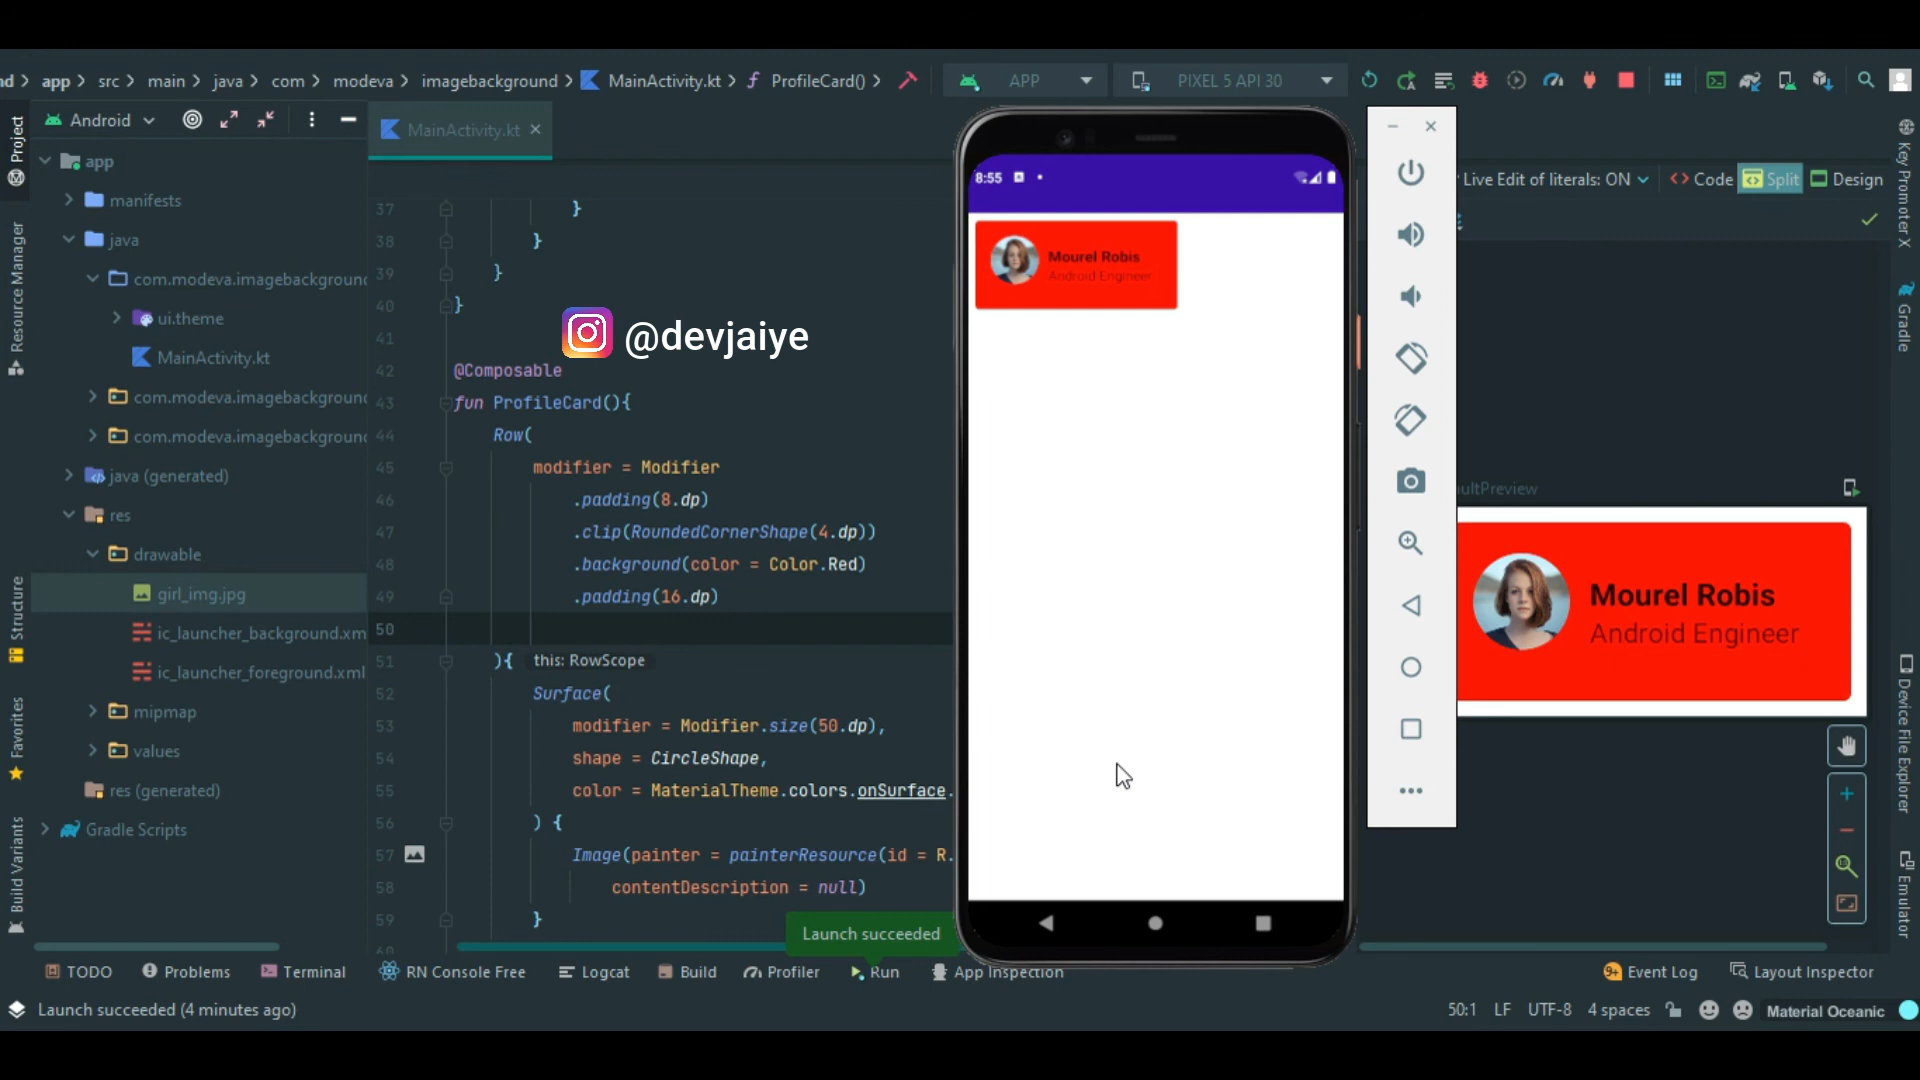 nd > app > src > main > java > com > modeva > imagebackground > MainActivity.kt > ProfileCard() >
APP
PIXEL 5 API 30
Project
Resource Manager
Structure
Favorites
Build Variants
Android
app
manifests
java
com.modeva.imagebackground
ui.theme
MainActivity.kt
com.modeva.imagebackground
com.modeva.imagebackground
java (generated)
res
drawable
girl_img.jpg
ic_launcher_background.xm
ic_launcher_foreground.xml
mipmap
values
res (generated)
Gradle Scripts
MainActivity.kt
37 }
38 }
39 }
40 }
41
@devjaiye
42 @Composable
43 fun ProfileCard(){
44 Row(
45 modifier = Modifier
46 .padding(8.dp)
47 .clip(RoundedCornerShape(4.dp))
48 .background(color = Color.Red)
49 .padding(16.dp)
50
51 ){ this: RowScope
52 Surface(
53 modifier = Modifier.size(50.dp),
54 shape = CircleShape,
55 color = MaterialTheme.colors.onSurface.
56 ) {
57 Image(painter = painterResource(id = R.
58 contentDescription = null)
59 }
60
Launch succeeded
8:55
Mourel Robis
Android Engineer
Live Edit of literals: ON
Code
Split
Design
aultPreview
Mourel Robis
Android Engineer
Key Promoter X
Gradle
Device File Explorer
Emulator
TODO
Problems
Terminal
RN Console Free
Logcat
Build
Profiler
Run
App Inspection
9+
Event Log
Layout Inspector
Launch succeeded (4 minutes ago)
50:1
LF
UTF-8
4 spaces
Material Oceanic